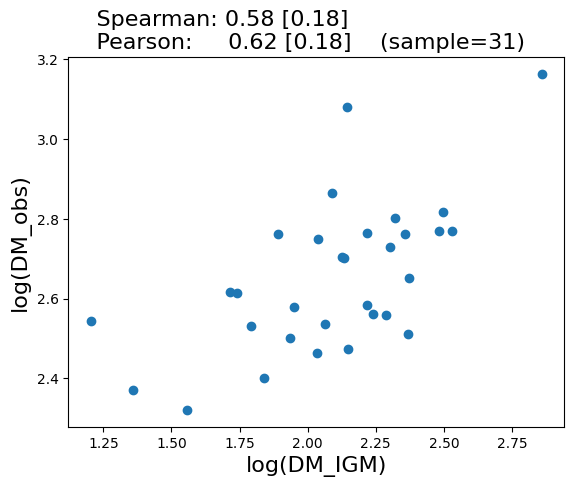 Spearman: 0.58 [0.18]
Pearson: 0.62 [0.18] (sample=31)
3.2
3.0
2.8
2.6
2.4
log(DM_obs)
1.25 1.50 1.75 2.00 2.25 2.50 2.75
log(DM_IGM)